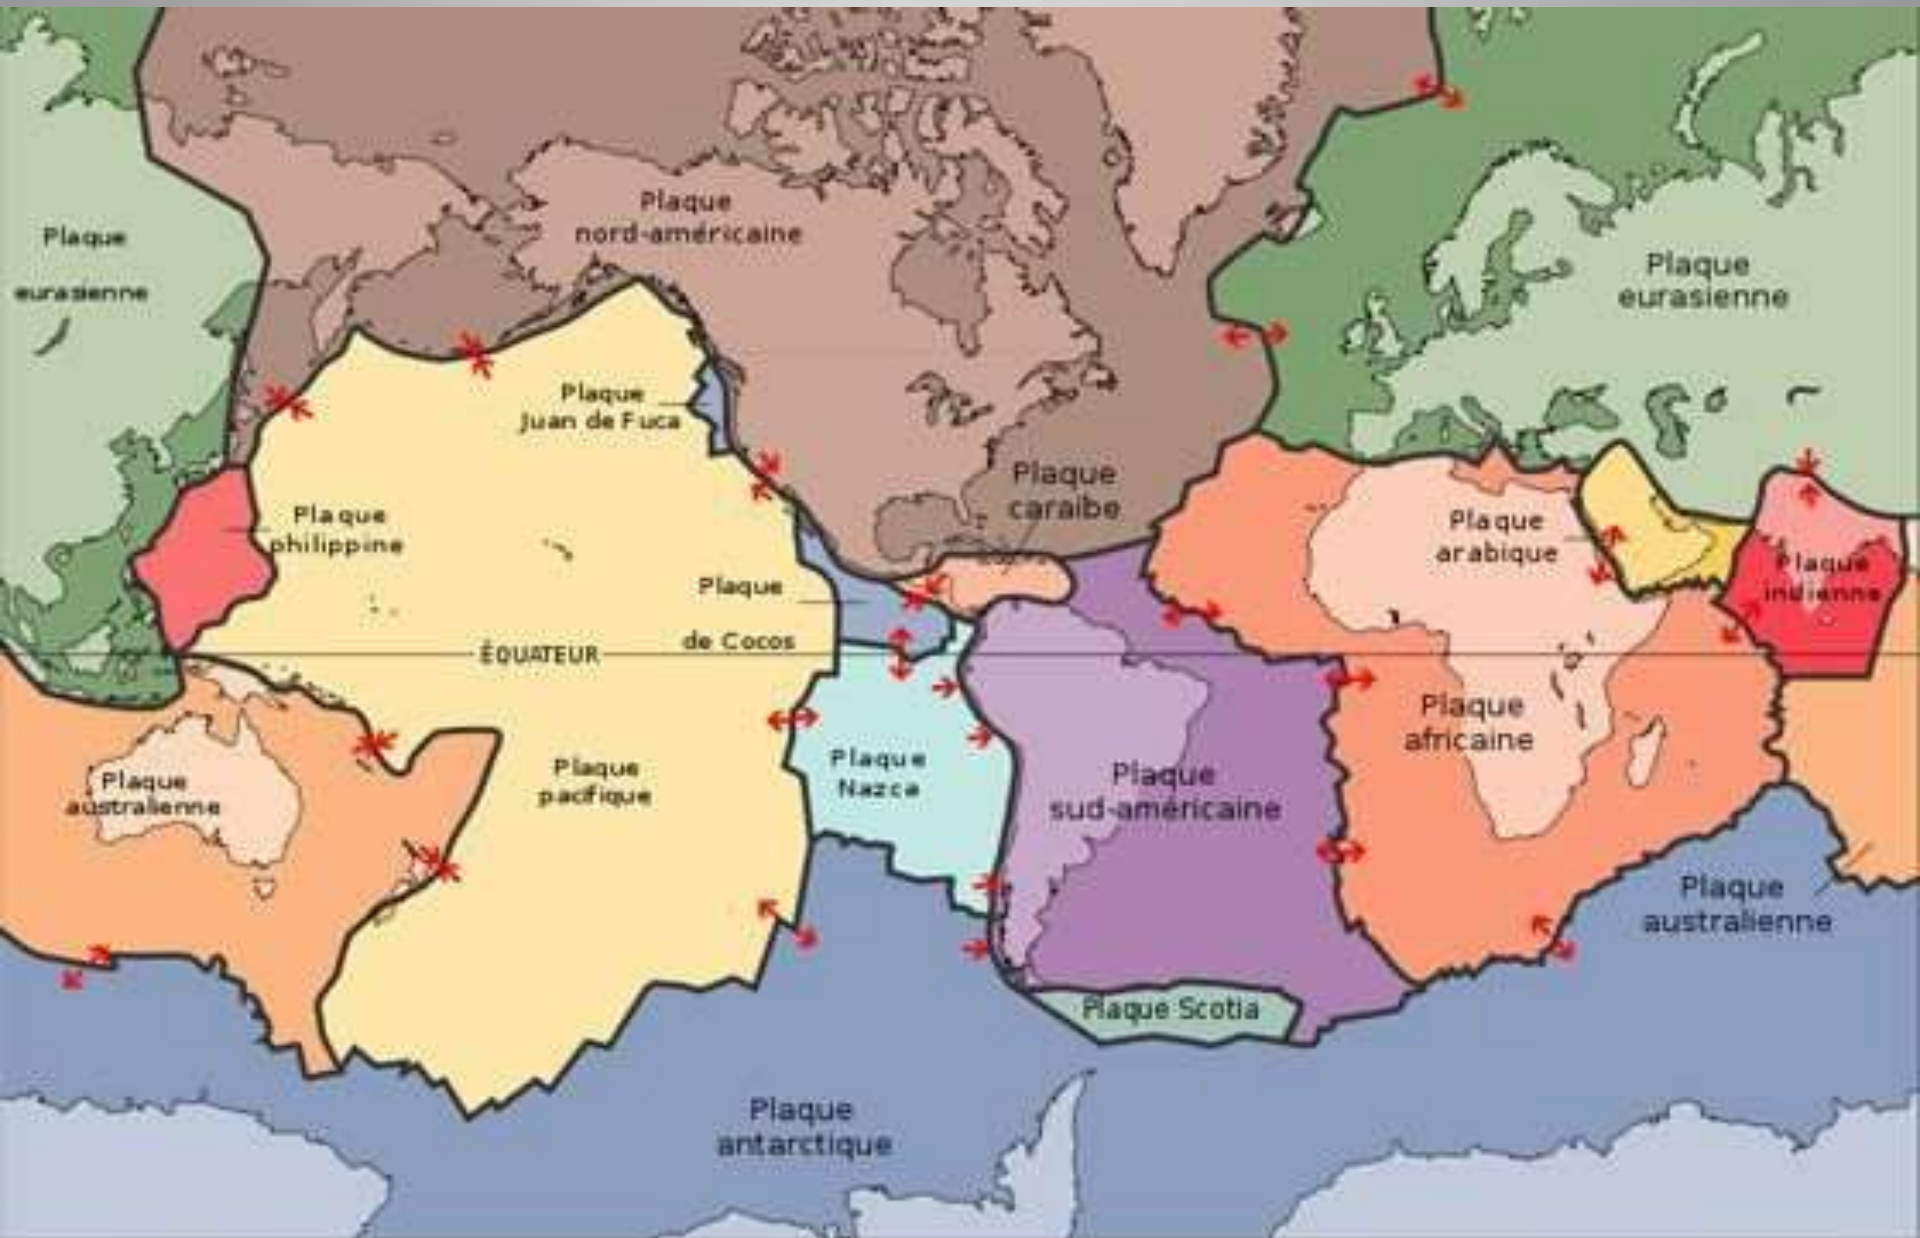 Plaque
nord-américaine
Plaque
eurasienne
Plaque
eurasienne
Plaque
Juan de Fuca
Plaque
caraïbe
Plaque
philippine
Plaque
arabique
Plaque
indienne
Plaque
de Cocos
ÉQUATEUR
Plaque
africaine
Plaque
australienne
Plaque
pacifique
Plaque
Nazca
Plaque
sud-américaine
Plaque
australienne
Plaque Scotia
Plaque
antarctique